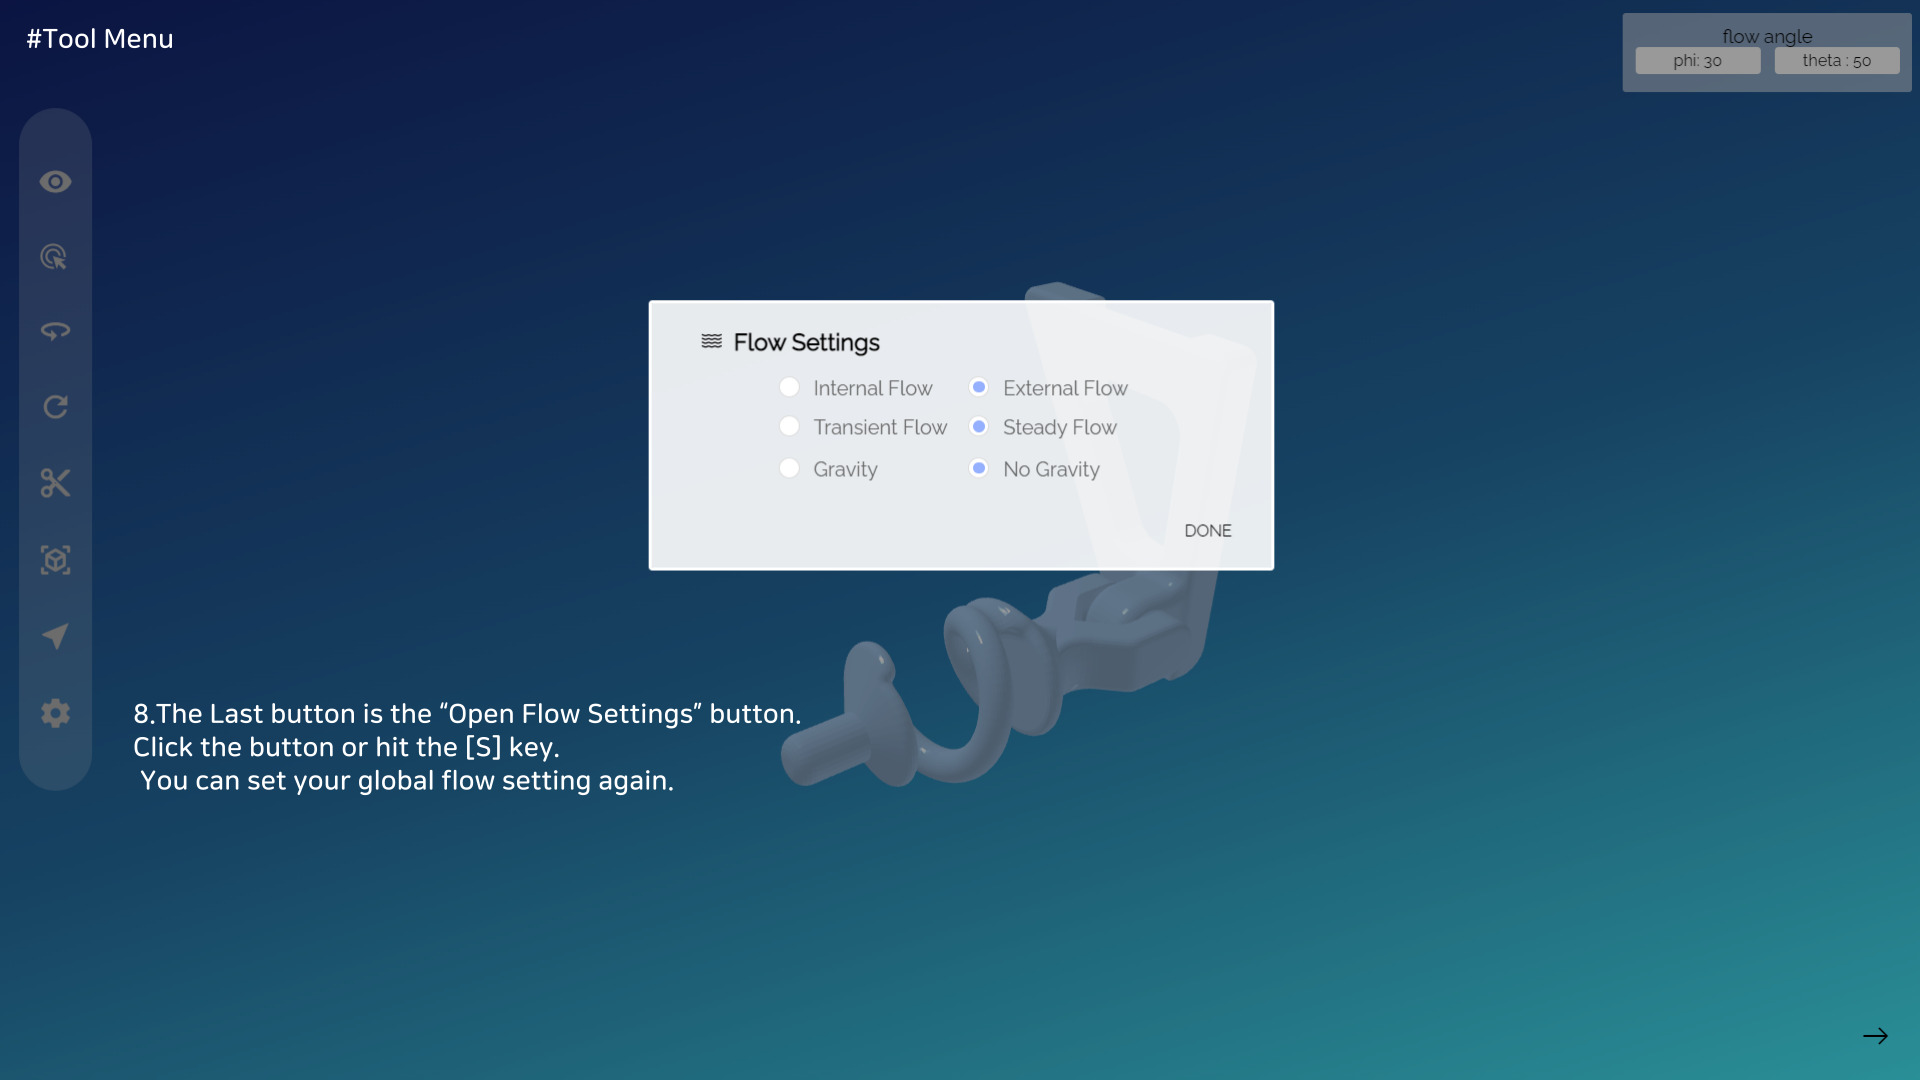 #Tool Menu
flow angle
phi: 30
theta : 50
Flow Settings
Internal Flow
External Flow
Transient Flow
Steady Flow
Gravity
No Gravity
DONE
8.The Last button is the “Open Flow Settings” button.
Click the button or hit the [S] key.
You can set your global flow setting again.